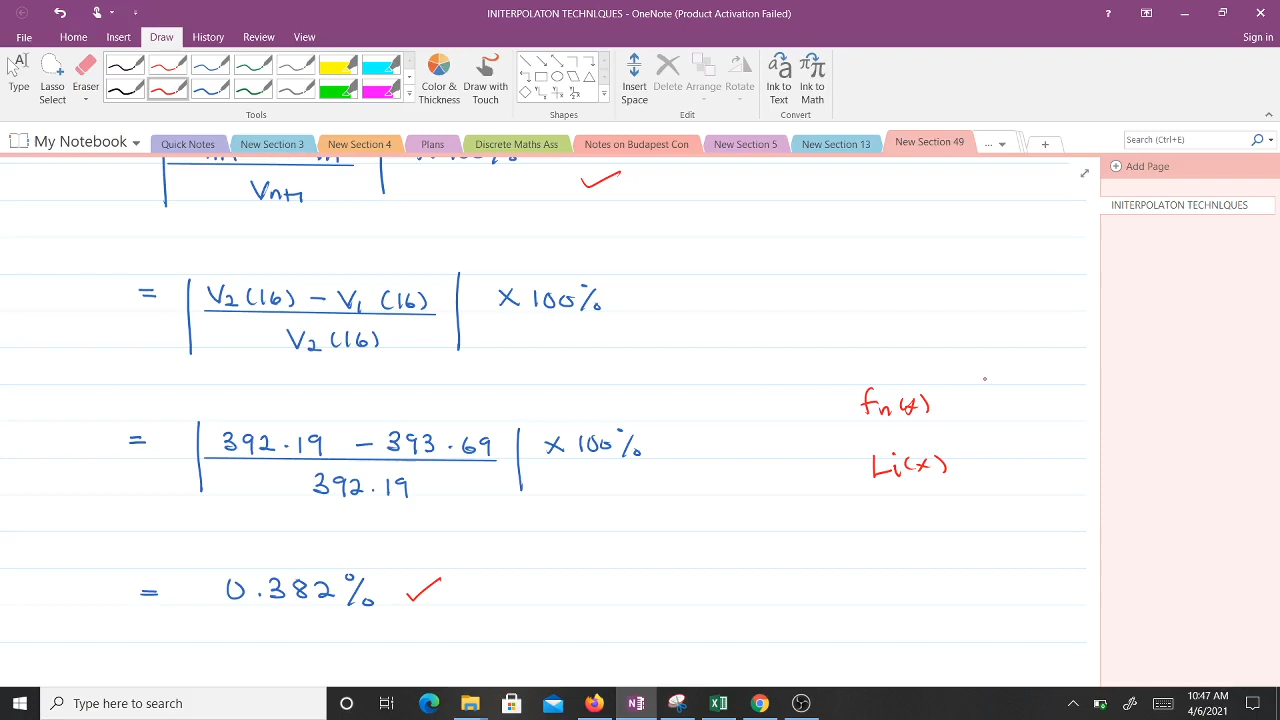 INITERPOLATON TECHNLQUES - OneNote (Product Activation Failed)
File Home Insert Draw History Review View Sign in
Type Lasso Select Eraser Color & Thickness Draw with Touch Insert Space Delete Arrange Rotate Ink to Text Ink to Math
Tools Shapes Edit Convert
My Notebook Quick Notes New Section 3 New Section 4 Plans Discrete Maths Ass Notes on Budapest Con New Section 5 New Section 13 New Section 49 ... Search (Ctrl+E)
Add Page
INITERPOLATON TECHNLQUES
Vn+1
= | V2(16) - V1(16) / V2(16) | × 100%
= | 392.19 - 393.69 / 392.19 | × 100%
fn(x)
Li(x)
= 0.382%
Type here to search
10:47 AM
4/6/2021